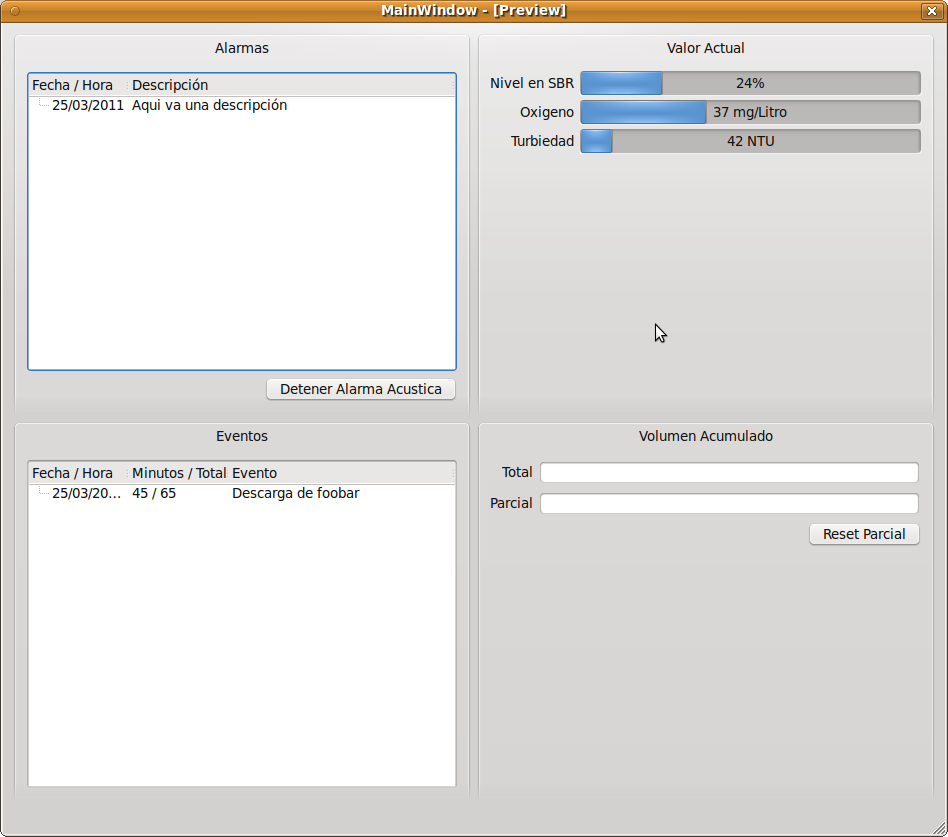 MainWindow - [Preview]
Alarmas
Fecha / Hora Descripción
25/03/2011 Aqui va una descripción
Detener Alarma Acustica
Valor Actual
Nivel en SBR 24%
Oxigeno 37 mg/Litro
Turbiedad 42 NTU
Eventos
Fecha / Hora Minutos / Total Evento
25/03/20... 45 / 65 Descarga de foobar
Volumen Acumulado
Total
Parcial
Reset Parcial